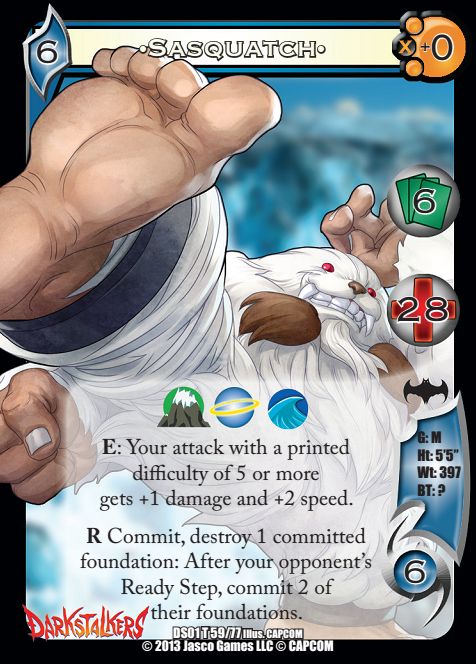 6
·SASQUATCH·
X +0
6
28
E: Your attack with a printed
difficulty of 5 or more
gets +1 damage and +2 speed.
R Commit, destroy 1 committed
foundation: After your opponent's
Ready Step, commit 2 of
their foundations.
G: M
Ht: 5'5"
Wt: 397
BT: ?
6
DARKSTALKERS
DS01 T 59/77 Illus. CAPCOM
© 2013 Jasco Games LLC © CAPCOM